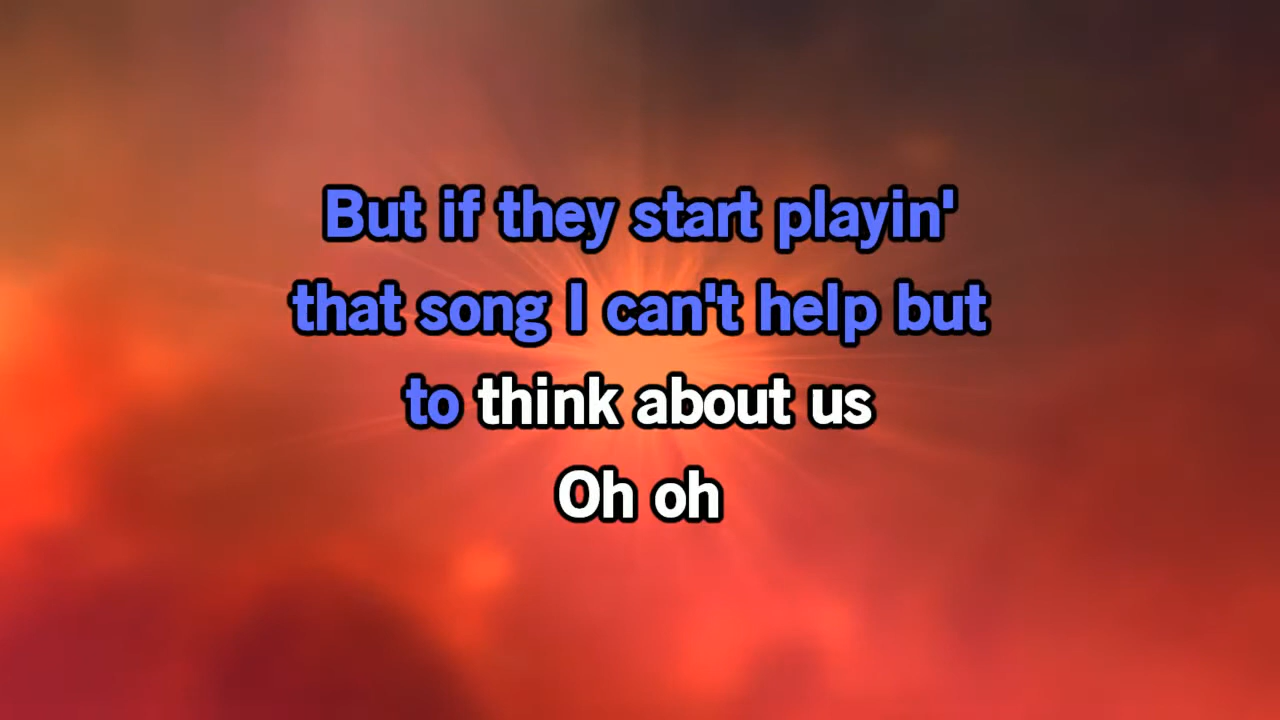 But if they start playin'
that song I can't help but
to think about us
Oh oh